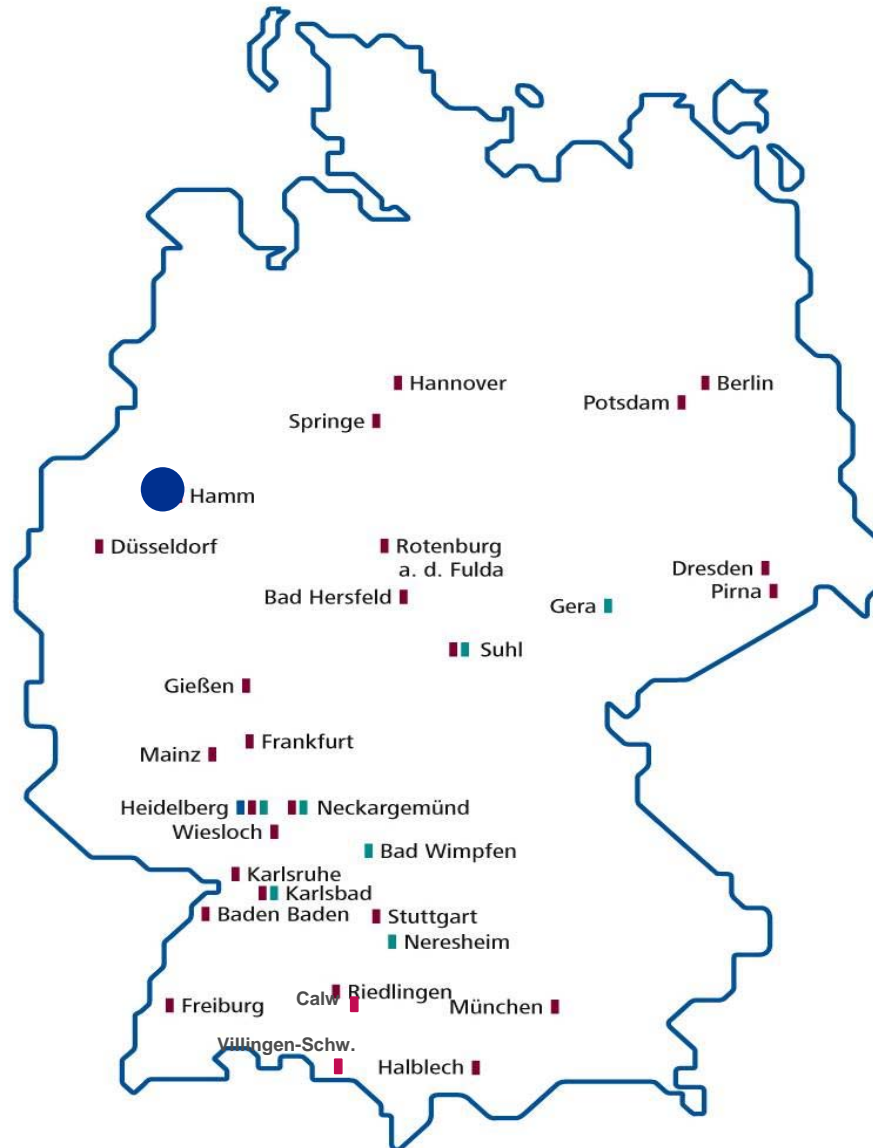 Hannover
Berlin
Potsdam
Springe
Hamm
Düsseldorf
Rotenburg
a. d. Fulda
Dresden
Pirna
Bad Hersfeld
Gera
Suhl
Gießen
Frankfurt
Mainz
Heidelberg
Neckargemünd
Wiesloch
Bad Wimpfen
Karlsruhe
Karlsbad
Baden Baden
Stuttgart
Neresheim
Riedlingen
Calw
Freiburg
München
Villingen-Schw.
Halblech